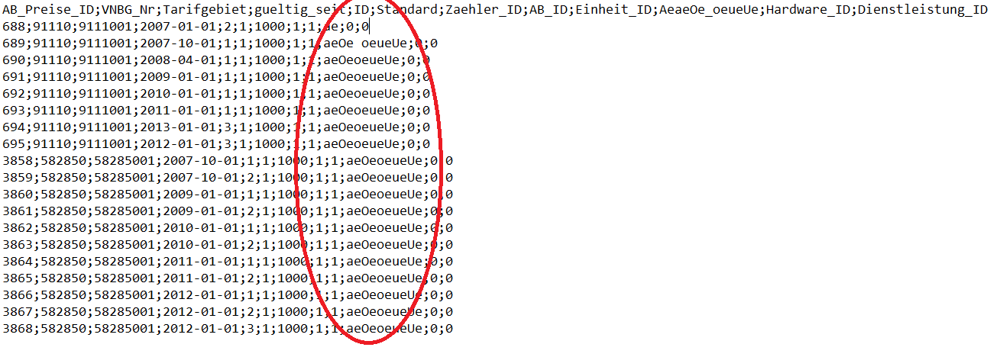 AB_Preise_ID;VNBG_Nr;Tarifgebiet;gueltig_seit;ID;Standard;Zaehler_ID;AB_ID;Einheit_ID;AeaeOe_oeueUe;Hardware_ID;Dienstleistung_ID
688;91110;9111001;2007-01-01;2;1;1000;1;1;ae;0;0
689;91110;9111001;2007-10-01;1;1;1000;1;1;aeOe oeueUe;0;0
690;91110;9111001;2008-04-01;1;1;1000;1;1;aeOeoeueUe;0;0
691;91110;9111001;2009-01-01;1;1;1000;1;1;aeOeoeueUe;0;0
692;91110;9111001;2010-01-01;1;1;1000;1;1;aeOeoeueUe;0;0
693;91110;9111001;2011-01-01;1;1;1000;1;1;aeOeoeueUe;0;0
694;91110;9111001;2013-01-01;3;1;1000;1;1;aeOeoeueUe;0;0
695;91110;9111001;2012-01-01;3;1;1000;1;1;aeOeoeueUe;0;0
3858;582850;58285001;2007-10-01;1;1;1000;1;1;aeOeoeueUe;0;0
3859;582850;58285001;2007-10-01;2;1;1000;1;1;aeOeoeueUe;0;0
3860;582850;58285001;2009-01-01;1;1;1000;1;1;aeOeoeueUe;0;0
3861;582850;58285001;2009-01-01;2;1;1000;1;1;aeOeoeueUe;0;0
3862;582850;58285001;2010-01-01;1;1;1000;1;1;aeOeoeueUe;0;0
3863;582850;58285001;2010-01-01;2;1;1000;1;1;aeOeoeueUe;0;0
3864;582850;58285001;2011-01-01;1;1;1000;1;1;aeOeoeueUe;0;0
3865;582850;58285001;2011-01-01;2;1;1000;1;1;aeOeoeueUe;0;0
3866;582850;58285001;2012-01-01;1;1;1000;1;1;aeOeoeueUe;0;0
3867;582850;58285001;2012-01-01;2;1;1000;1;1;aeOeoeueUe;0;0
3868;582850;58285001;2012-01-01;3;1;1000;1;1;aeOeoeueUe;0;0